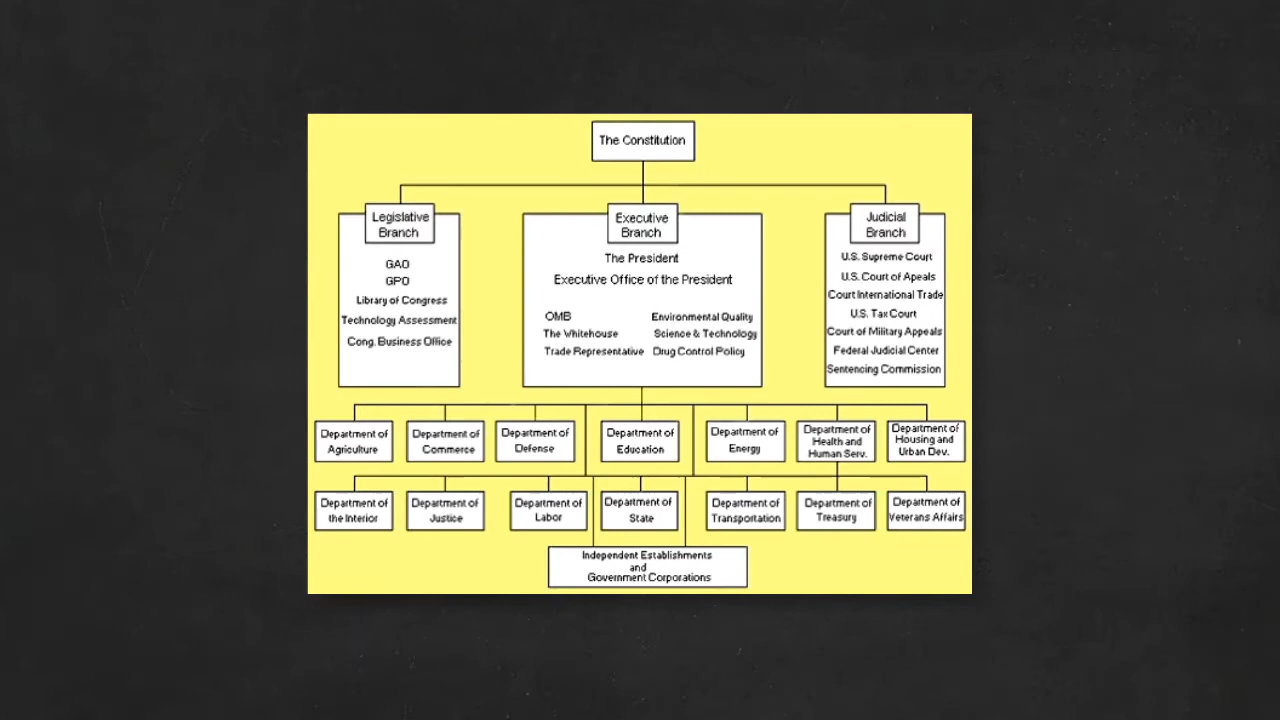 The Constitution
Legislative
Branch
GAO
GPO
Library of Congress
Technology Assessment
Cong. Business Office
Executive
Branch
The President
Executive Office of the President
OMB
Environmental Quality
The Whitehouse
Science & Technology
Trade Representative
Drug Control Policy
Judicial
Branch
U.S. Supreme Court
U.S. Court of Apeals
Court International Trade
U.S. Tax Court
Court of Military Appeals
Federal Judicial Center
Sentencing Commission
Department of
Agriculture
Department of
Commerce
Department of
Defense
Department of
Education
Department of
Energy
Department of
Health and
Human Serv.
Department of
Housing and
Urban Dev.
Department of
the Interior
Department of
Justice
Department of
Labor
Department of
State
Department of
Transportation
Department of
Treasury
Department of
Veterans Affairs
Independent Establishments
and
Government Corporations